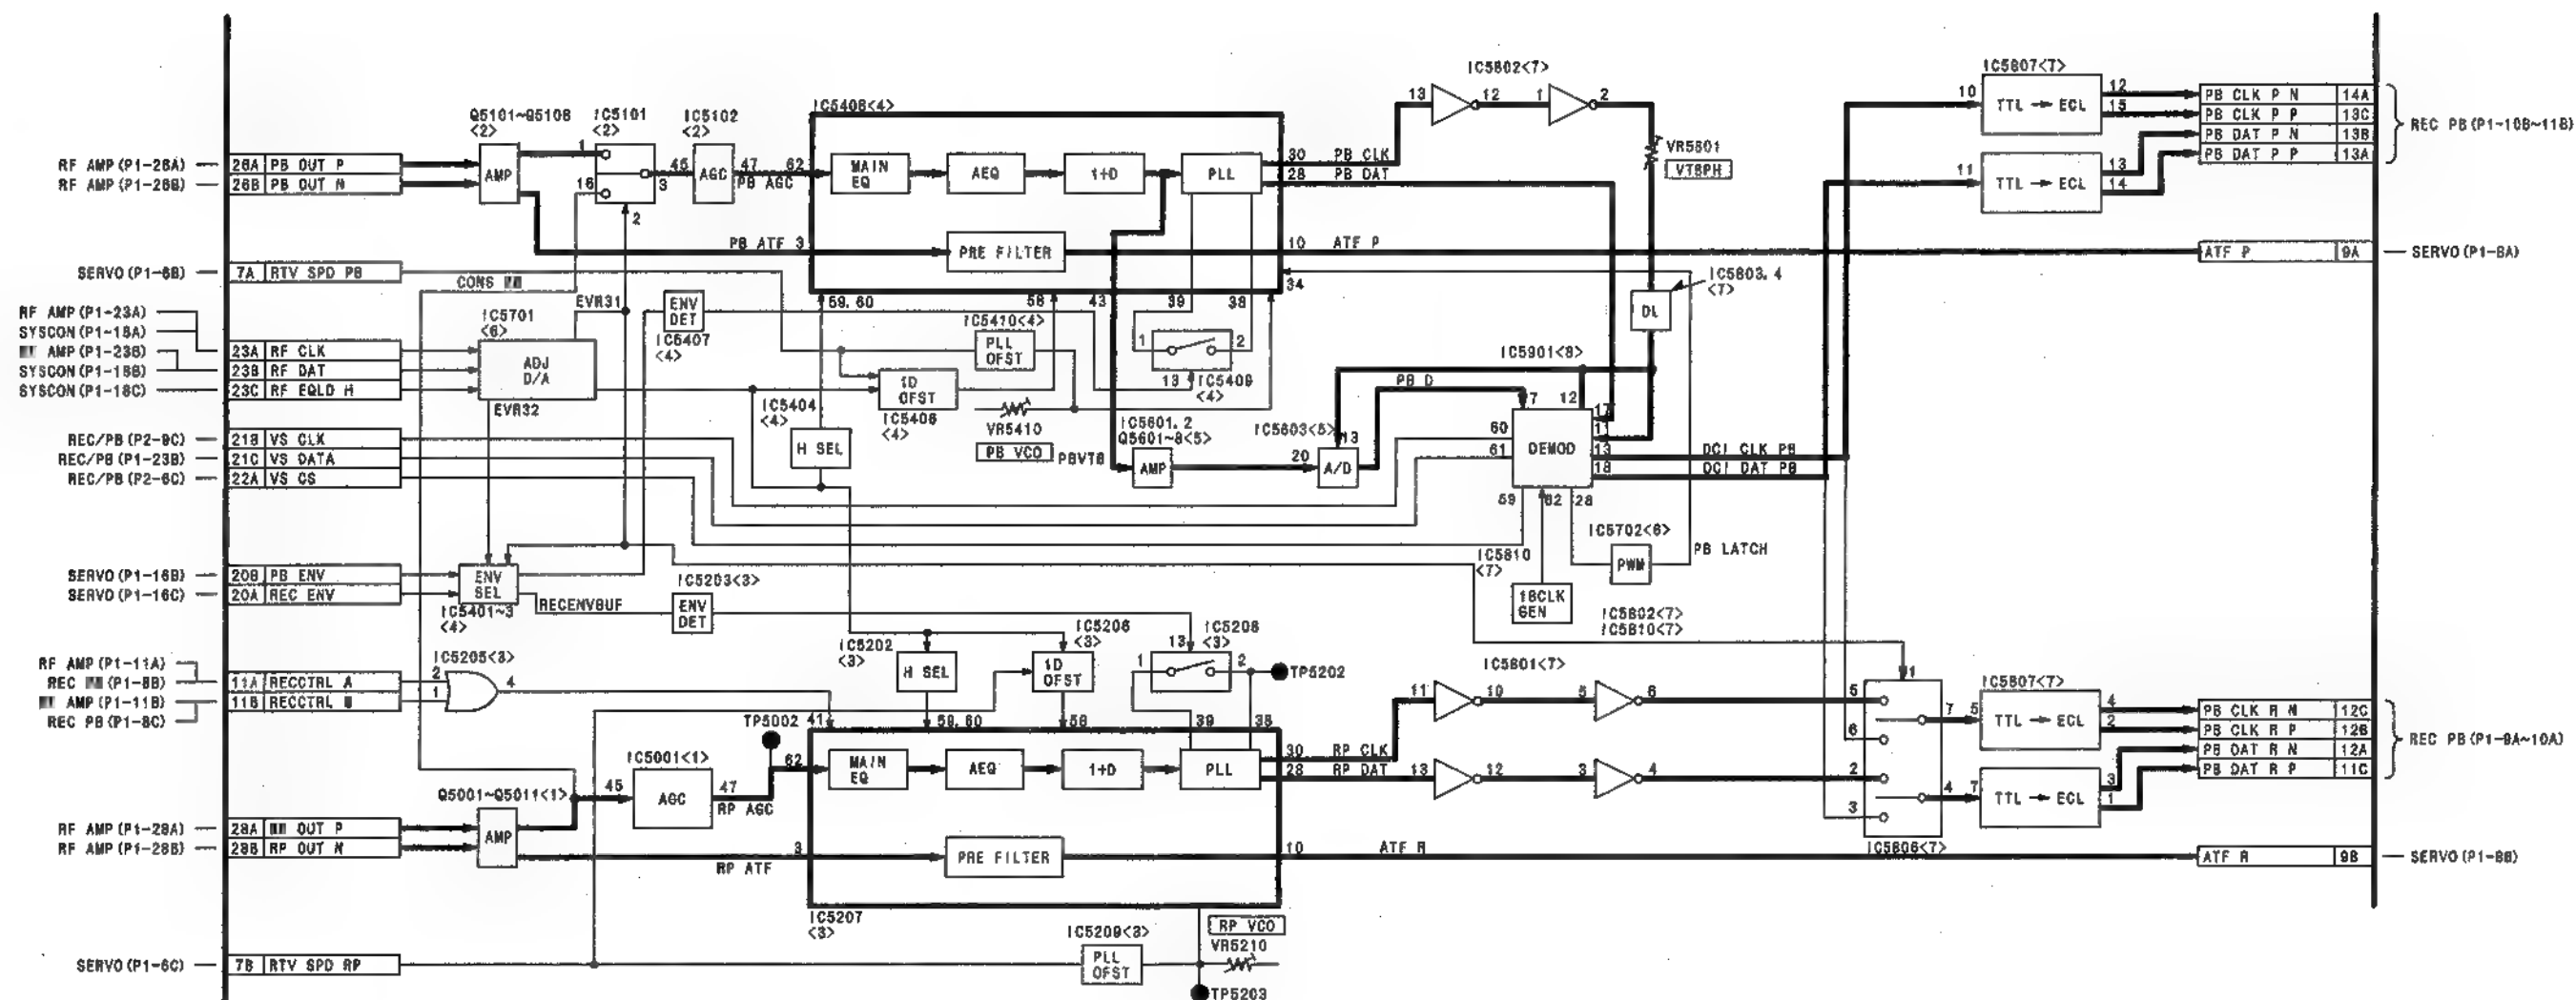 IC5802<7>
IC5807<7>
Q5101~Q5108
<2>
IC5101
<2>
IC5102
<2>
IC5408<4>
13
12
1
2
10
TTL → ECL
12
15
PB CLK P N
14A
PB CLK P P
13C
PB DAT P N
13B
PB DAT P P
13A
REC PB(P1-10B~11B)
RF AMP(P1-26A)
26A
PB OUT P
RF AMP(P1-26B)
26B
PB OUT N
AMP
1
16
3
2
45
AGC
47
PB AGC
62
MAIN
EQ
AEQ
1+D
PLL
30
PB CLK
28
PB DAT
VR5801
VT8PH
11
TTL → ECL
13
14
PB ATF
3
PRE FILTER
10
ATF P
ATF P
9A
SERVO(P1-8A)
SERVO(P1-6B)
7A
RTV SPD PB
CONS
EVR31
ENV
DET
IC5407
<4>
59.60
58
43
39
38
34
IC5803.4
<7>
DL
RF AMP(P1-23A)
SYSCON(P1-18A)
AMP(P1-23B)
SYSCON(P1-18B)
SYSCON(P1-18C)
23A
RF CLK
23B
RF DAT
23C
RF EQLD H
IC5701
<6>
ADJ
D/A
EVR32
IC5410<4>
PLL
OFST
1
2
13
IC5409
<4>
IC5901<8>
PB D
1D
OFST
IC5406
<4>
IC5404
<4>
H SEL
VR5410
PB VCO
IC5601.2
Q5601~8<5>
PBVT8
AMP
20
IC5603<5>
13
A/D
7
12
17
11
13
18
60
61
DEMOD
59
62
28
DCI CLK PB
DCI DAT PB
REC/PB(P2-9C)
21B
VS CLK
REC/PB(P1-23B)
21C
VS DATA
REC/PB(P2-6C)
22A
VS CS
IC5702<6>
PWM
PB LATCH
IC5810
<7>
18CLK
GEN
IC5802<7>
IC5810<7>
SERVO(P1-16B)
20B
PB ENV
SERVO(P1-16C)
20A
REC ENV
ENV
SEL
IC5401~3
<4>
RECENVBUF
IC5203<3>
ENV
DET
IC5202
<3>
H SEL
IC5206
<3>
1D
OFST
IC5208
<3>
13
1
2
TP5202
RF AMP(P1-11A)
REC (P1-8B)
AMP(P1-11B)
REC PB(P1-8C)
11A
RECCTRL A
11B
RECCTRL
IC5205<3>
2
1
4
TP5002
41
59.60
58
39
38
IC5801<7>
11
10
5
6
13
12
3
4
1
5
6
2
3
7
4
IC5806<7>
IC5807<7>
5
TTL → ECL
4
2
7
TTL → ECL
3
1
PB CLK R N
12C
PB CLK R P
12B
PB DAT R N
12A
PB DAT R P
11C
REC PB(P1-9A~10A)
IC5001<1>
45
AGC
47
RP AGC
62
MAIN
EQ
AEQ
1+D
PLL
30
RP CLK
28
RP DAT
Q5001~Q5011<1>
RF AMP(P1-28A)
28A
OUT P
RF AMP(P1-28B)
28B
RP OUT N
AMP
RP ATF
3
PRE FILTER
10
ATF R
ATF R
9B
SERVO(P1-8B)
IC5207
<3>
IC5209<3>
PLL
OFST
RP VCO
VR5210
SERVO(P1-6C)
7B
RTV SPD RP
TP5203